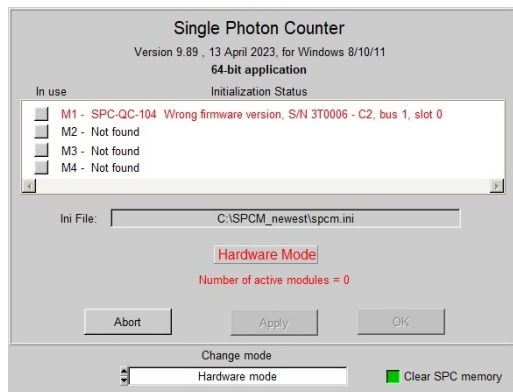 Single Photon Counter
Version 9.89 , 13 April 2023, for Windows 8/10/11
64-bit application
In use Initialization Status
M1 - SPC-QC-104 Wrong firmware version, S/N 3T0006 - C2, bus 1, slot 0
M2 - Not found
M3 - Not found
M4 - Not found
Ini File: C:\SPCM_newest\spcm.ini
Hardware Mode
Number of active modules = 0
Abort Apply OK
Change mode
Hardware mode Clear SPC memory